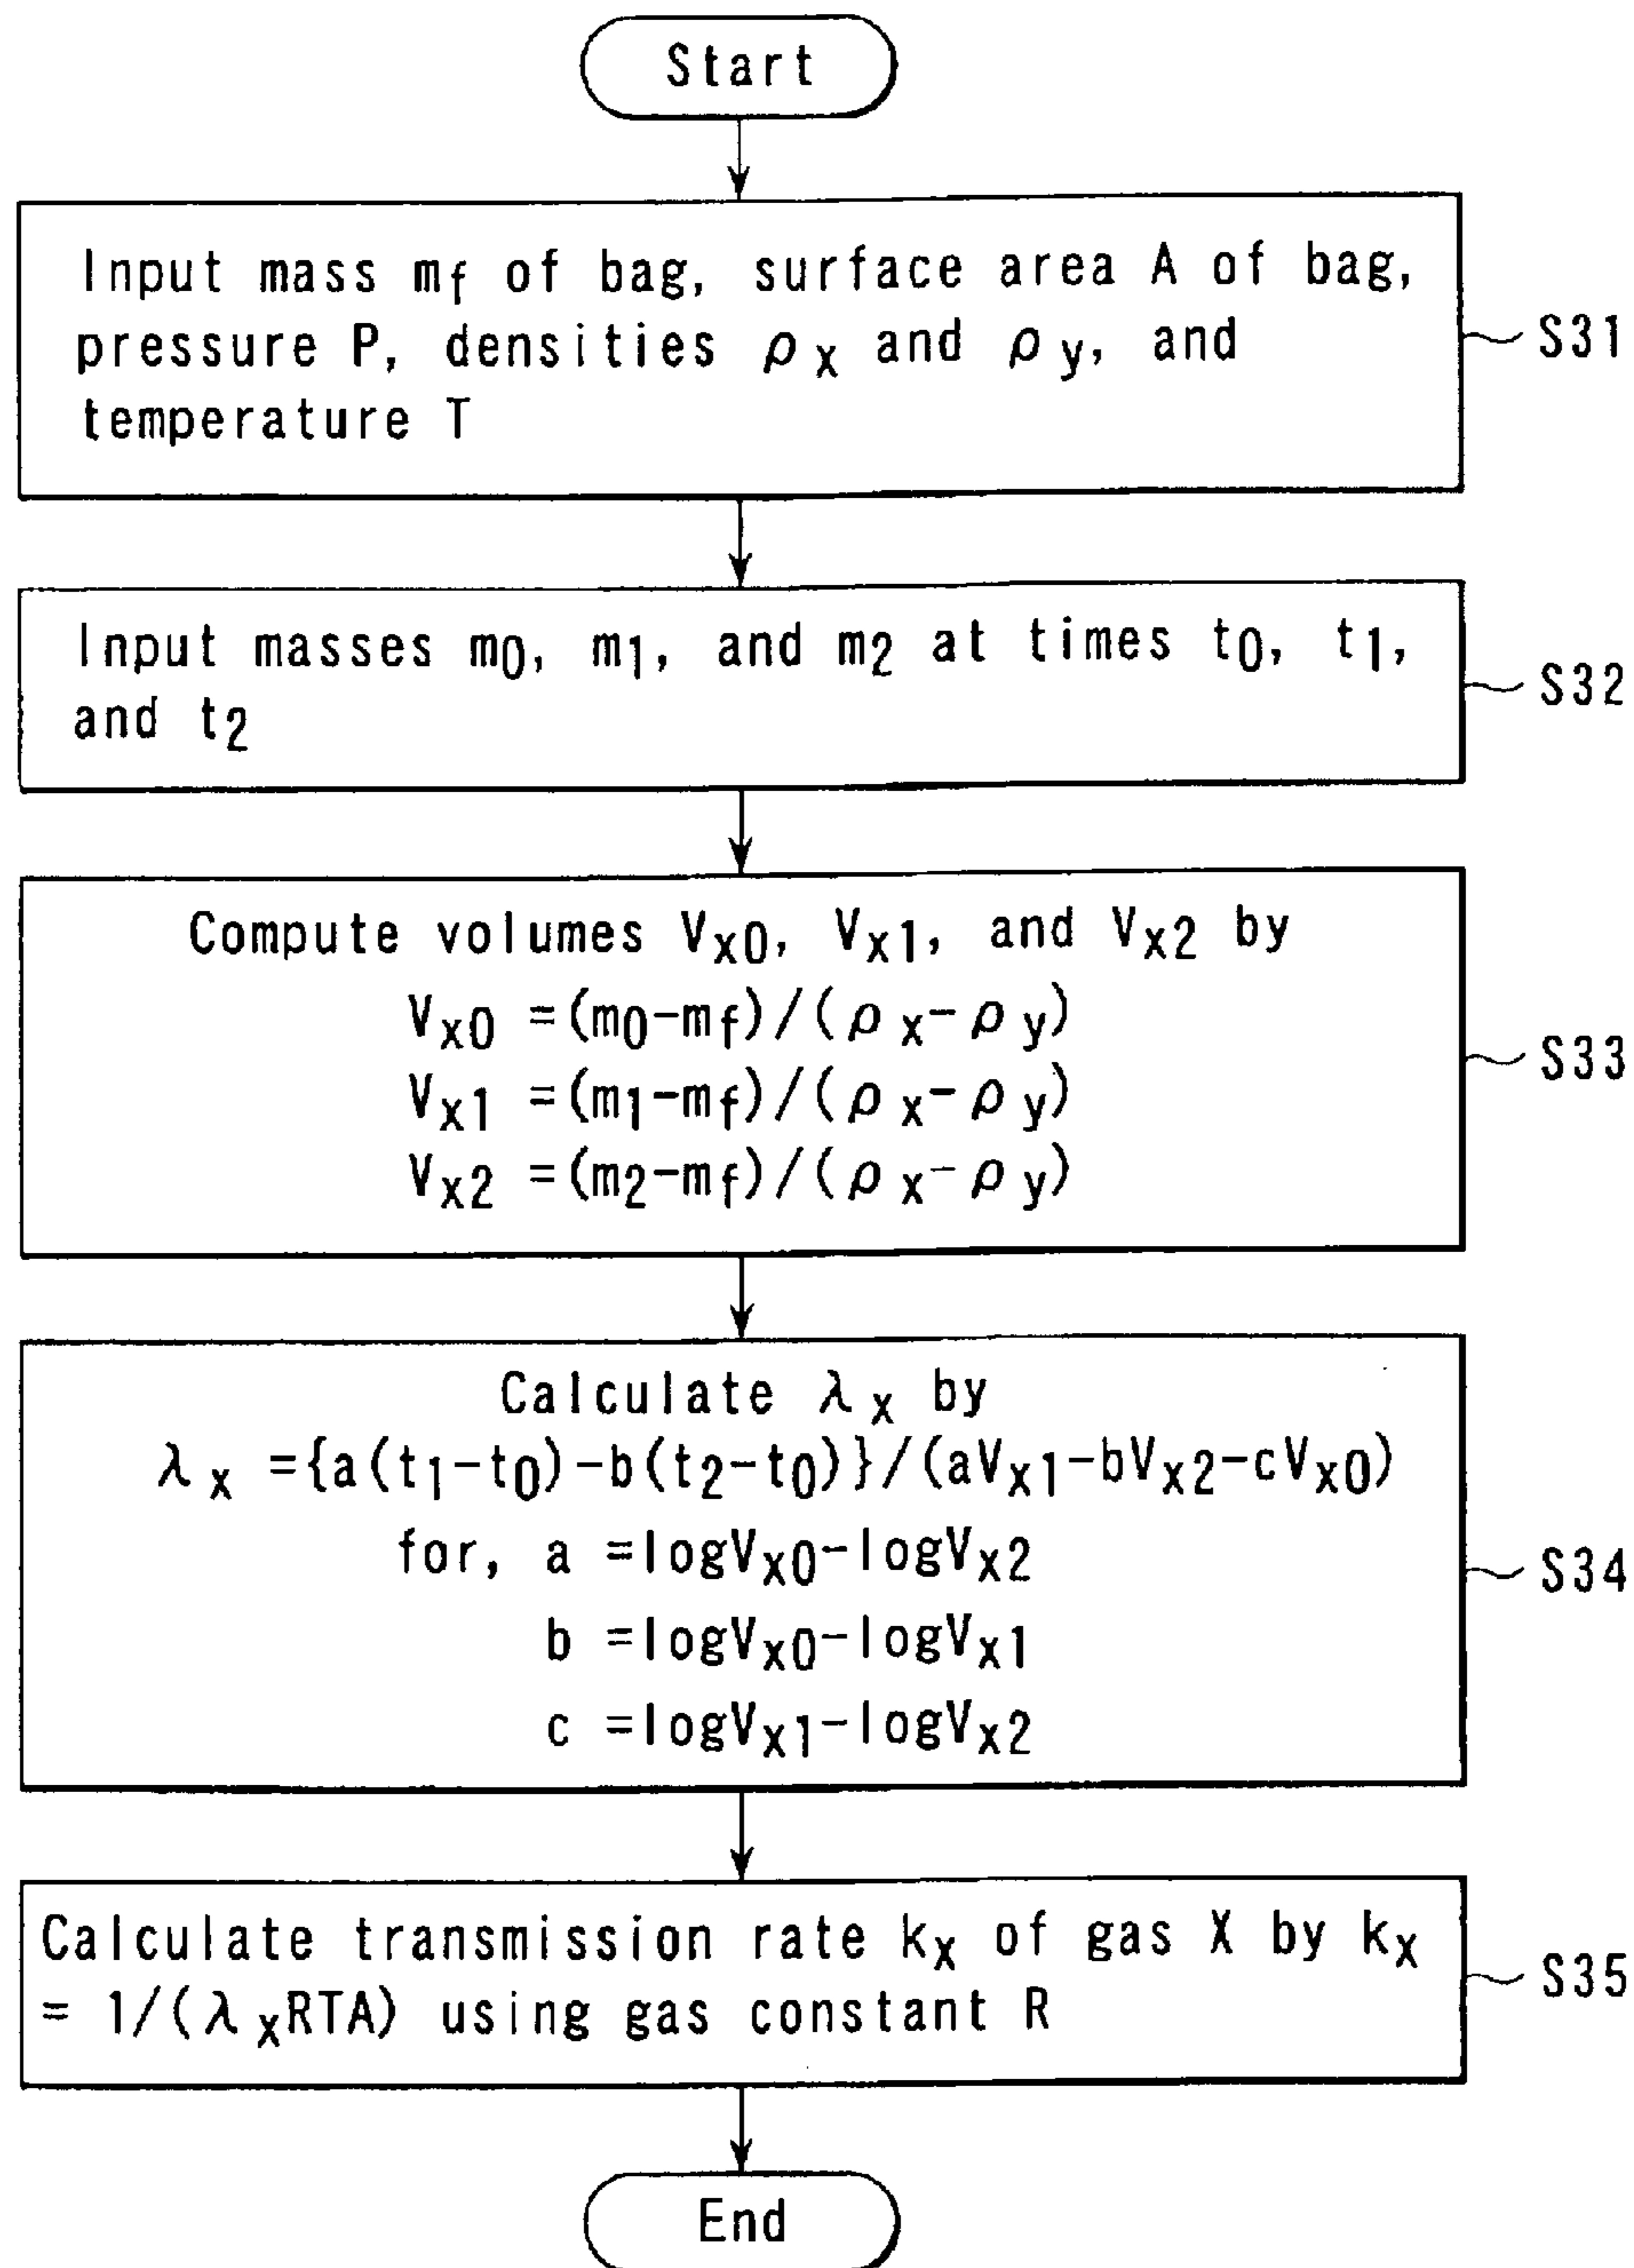 Start
Input mass mf of bag, surface area A of bag,
pressure P, densities ρx and ρy, and
temperature T
S31
Input masses m0, m1, and m2 at times t0, t1,
and t2
S32
Compute volumes Vx0, Vx1, and Vx2 by
Vx0 =(m0-mf)/(ρx-ρy)
Vx1 =(m1-mf)/(ρx-ρy)
Vx2 =(m2-mf)/(ρx-ρy)
S33
Calculate λx by
λx ={a(t1-t0)-b(t2-t0)}/(aVx1-bVx2-cVx0)
for, a =logVx0-logVx2
b =logVx0-logVx1
c =logVx1-logVx2
S34
Calculate transmission rate kx of gas X by kx
= 1/(λxRTA) using gas constant R
S35
End